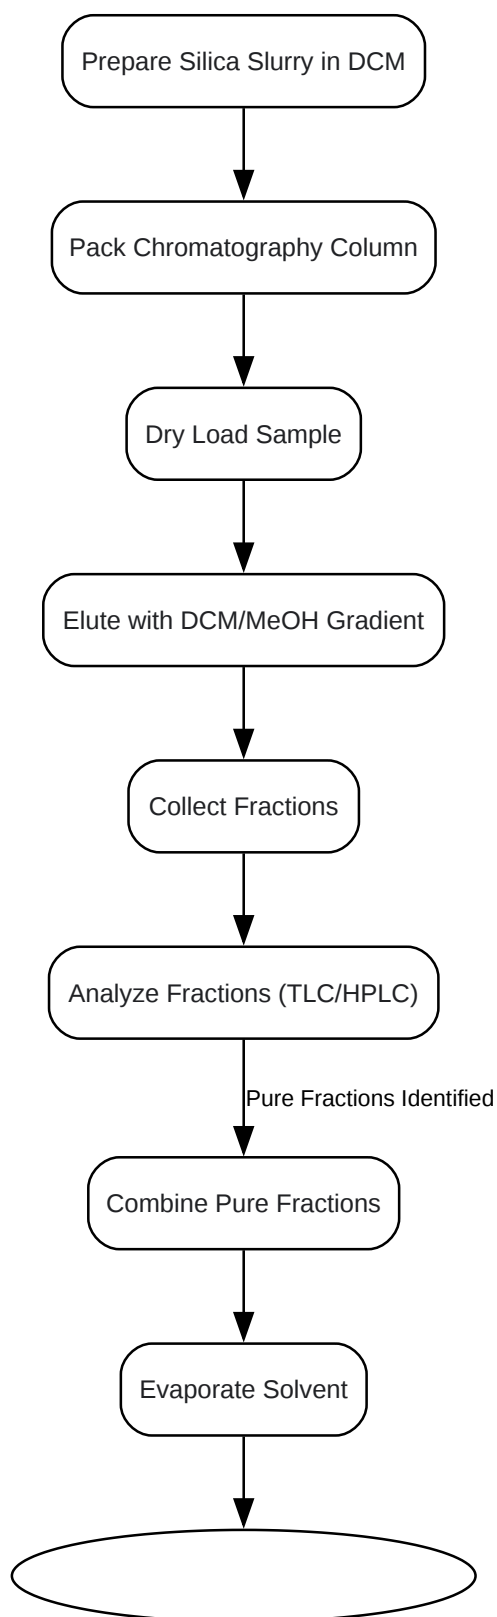 Prepare Silica Slurry in DCM
Pack Chromatography Column
Dry Load Sample
Elute with DCM/MeOH Gradient
Collect Fractions
Analyze Fractions (TLC/HPLC)
Pure Fractions Identified
Combine Pure Fractions
Evaporate Solvent